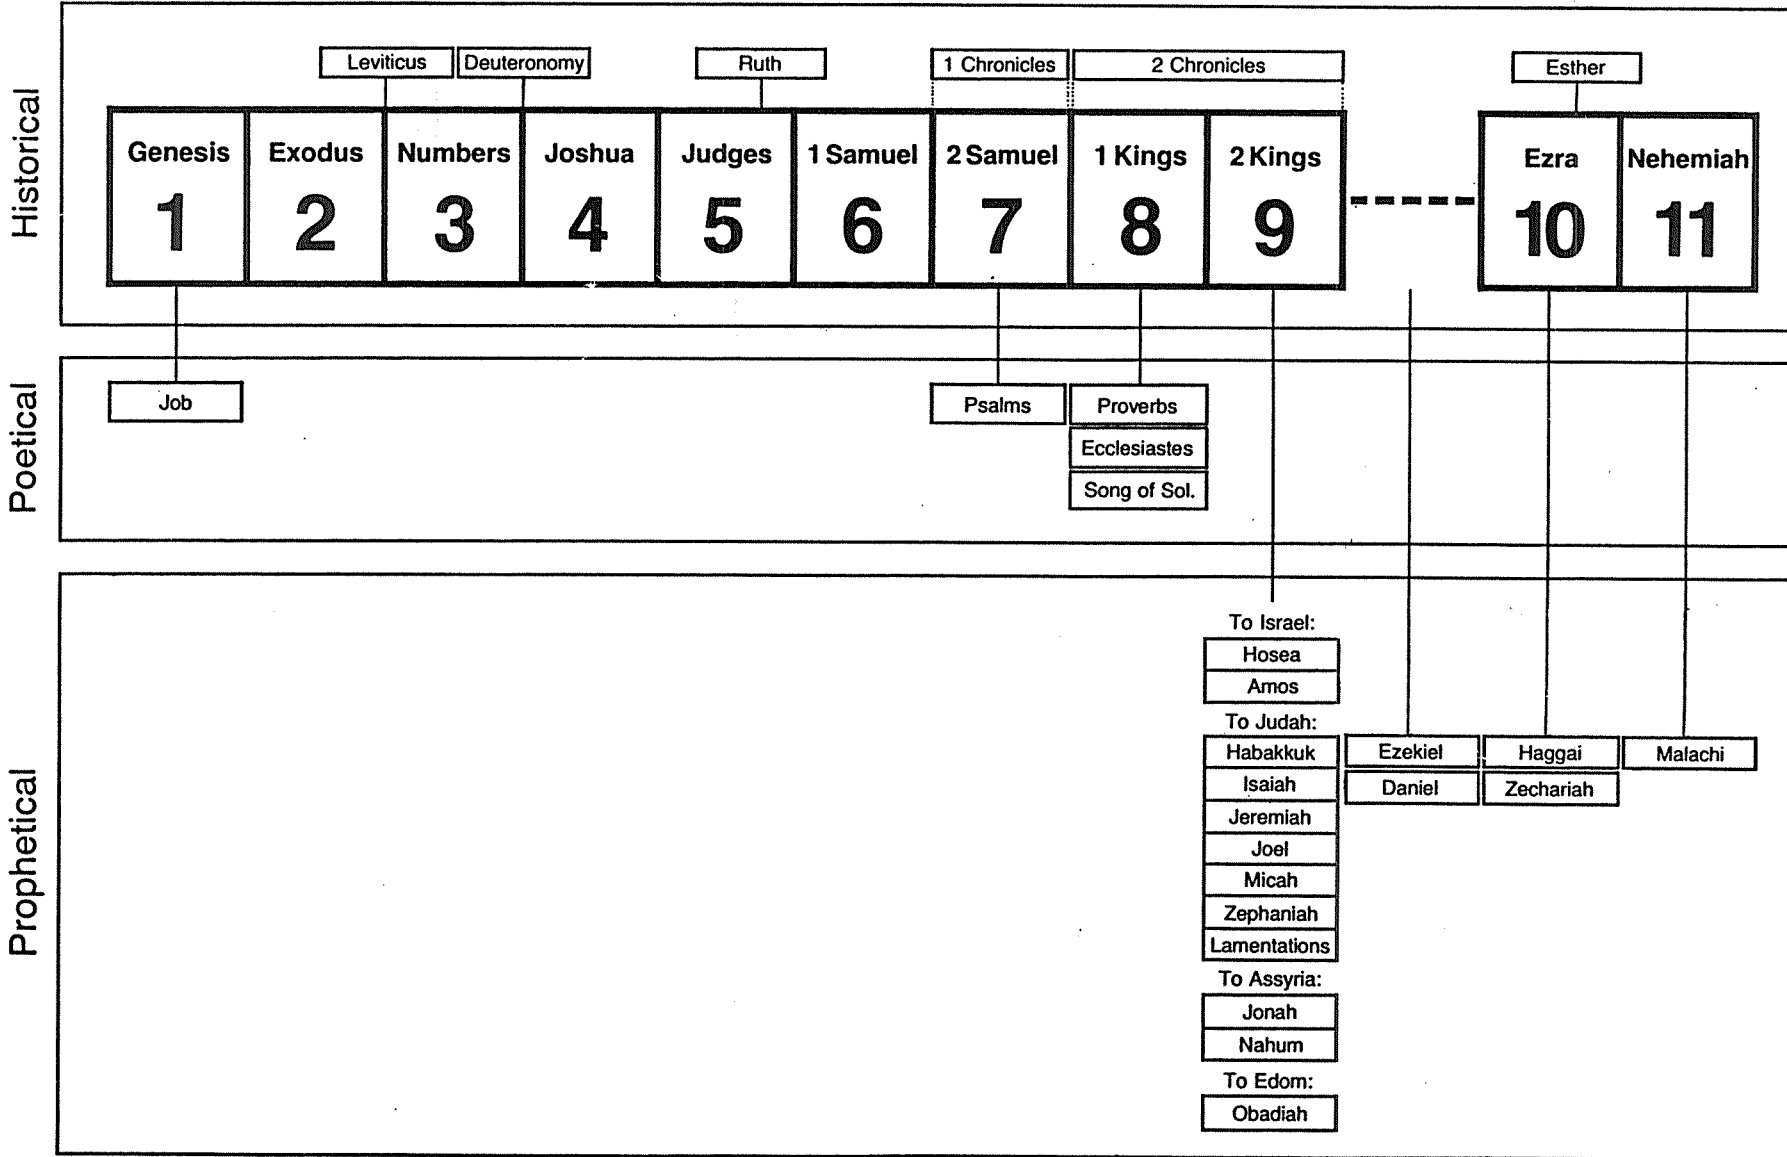 Historical
Leviticus
Deuteronomy
Ruth
1 Chronicles
2 Chronicles
Esther
Genesis
1
Exodus
2
Numbers
3
Joshua
4
Judges
5
1 Samuel
6
2 Samuel
7
1 Kings
8
2 Kings
9
Ezra
10
Nehemiah
11
Poetical
Job
Psalms
Proverbs
Ecclesiastes
Song of Sol.
Prophetical
To Israel:
Hosea
Amos
To Judah:
Habakkuk
Isaiah
Jeremiah
Joel
Micah
Zephaniah
Lamentations
To Assyria:
Jonah
Nahum
To Edom:
Obadiah
Ezekiel
Daniel
Haggai
Zechariah
Malachi